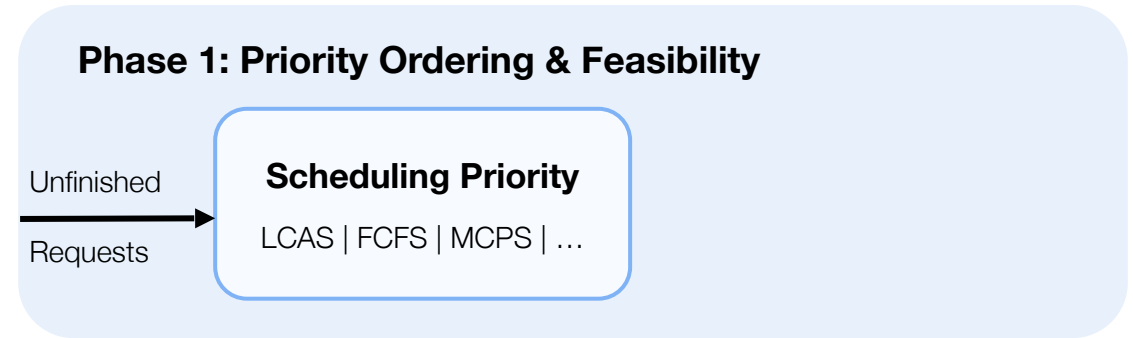 Phase 1: Priority Ordering & Feasibility
Unfinished
Requests
Scheduling Priority
LCAS | FCFS | MCPS | …